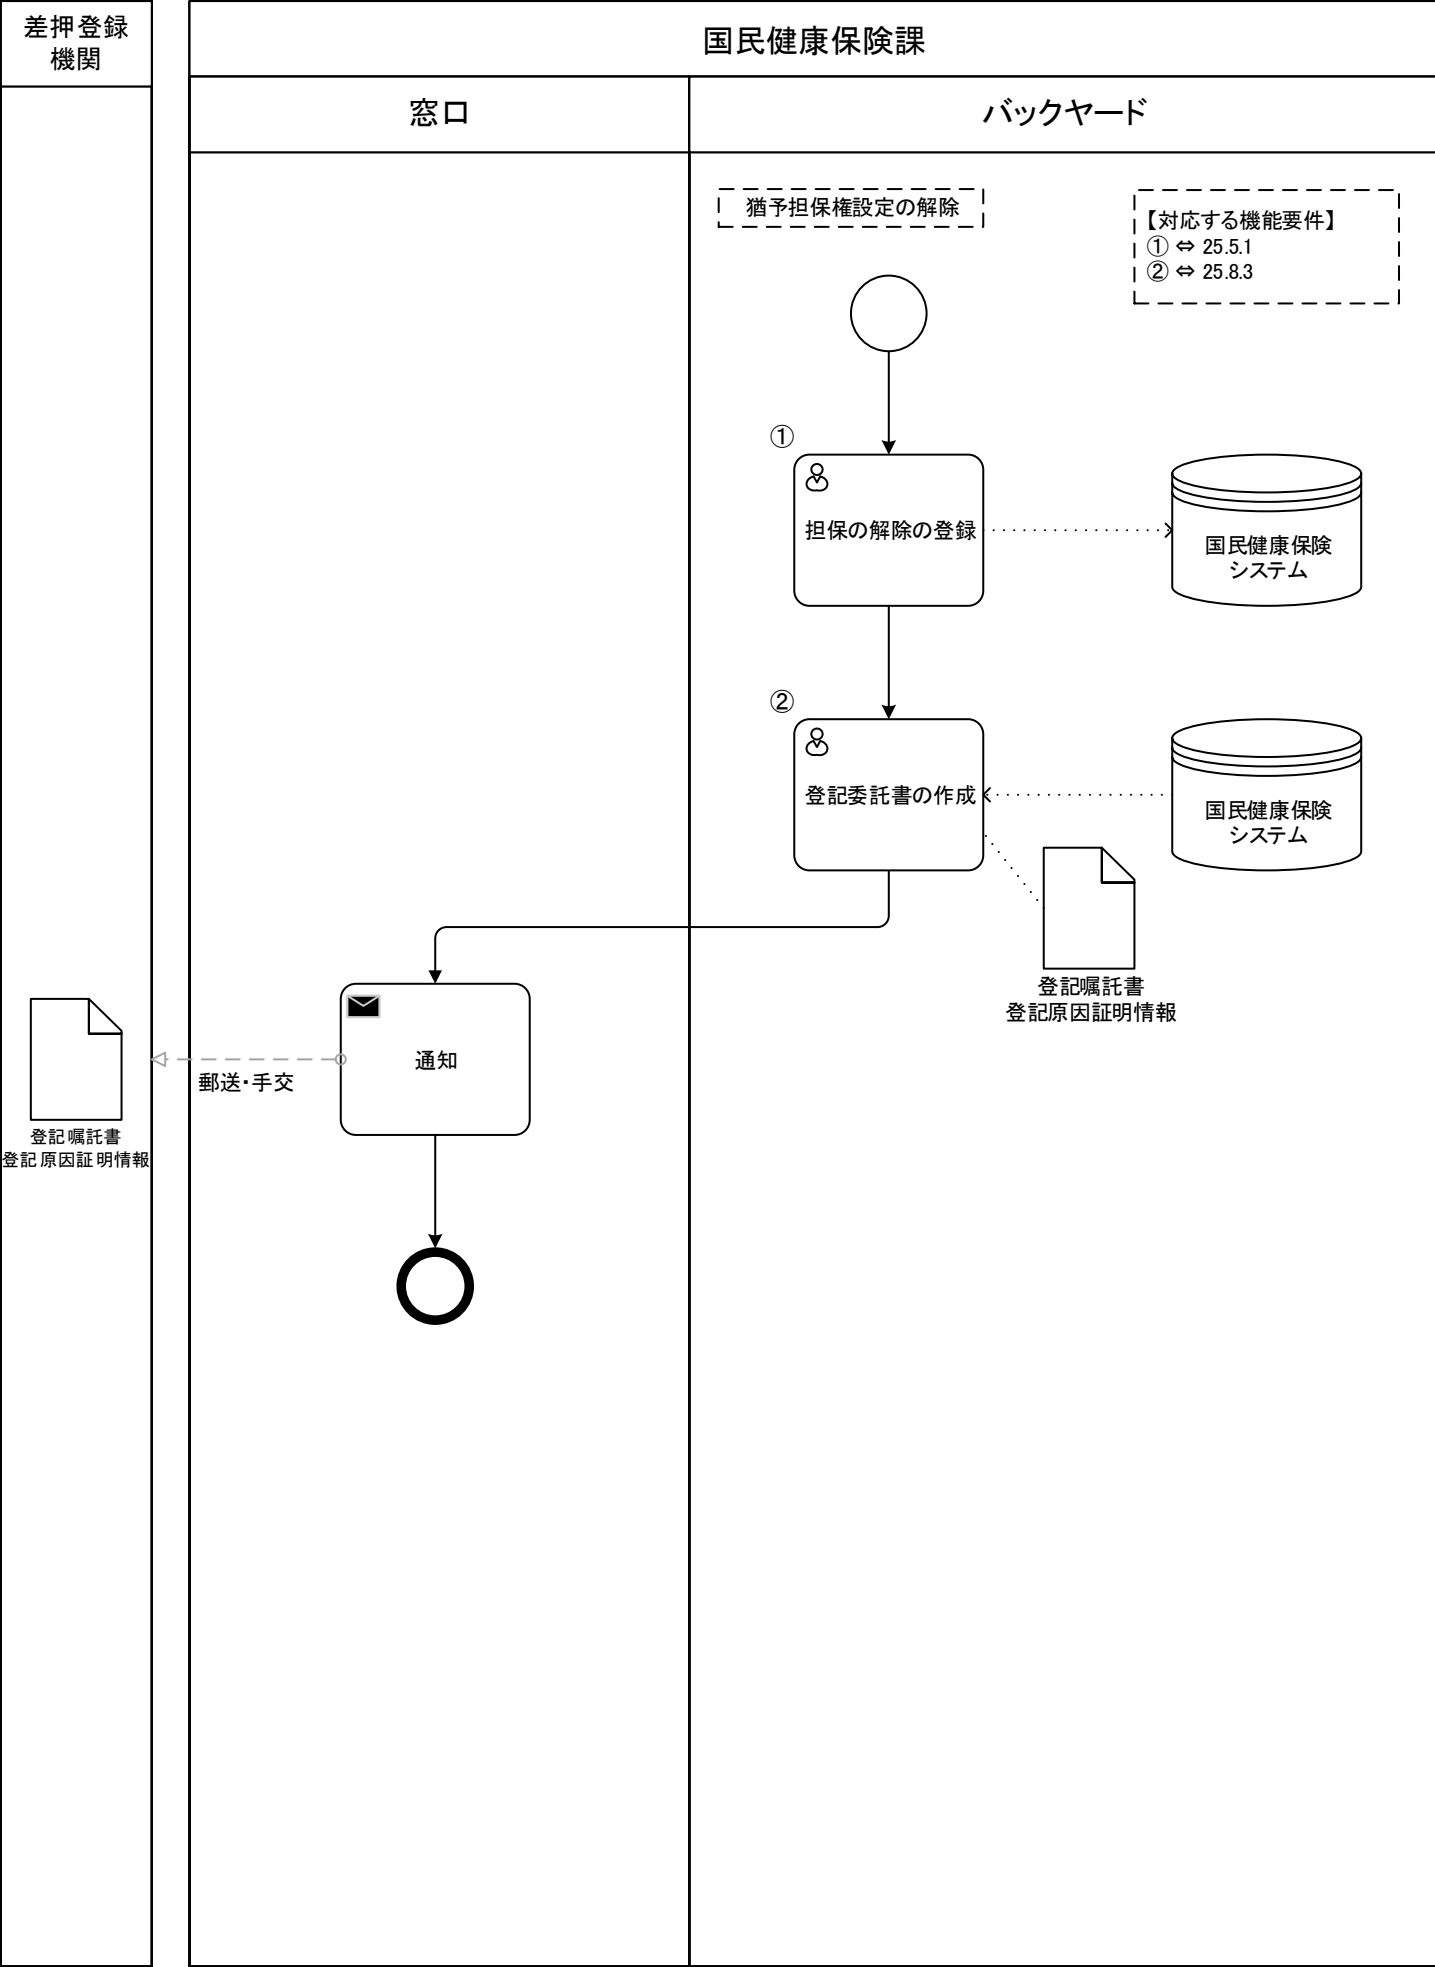 差押登録
機関
国民健康保険課
窓口
バックヤード
猶予担保権設定の解除
【対応する機能要件】
① ⇔ 25.5.1
② ⇔ 25.8.3
①
担保の解除の登録
国民健康保険
システム
②
登記委託書の作成
国民健康保険
システム
登記嘱託書
登記原因証明情報
通知
郵送・手交
登記嘱託書
登記原因証明情報